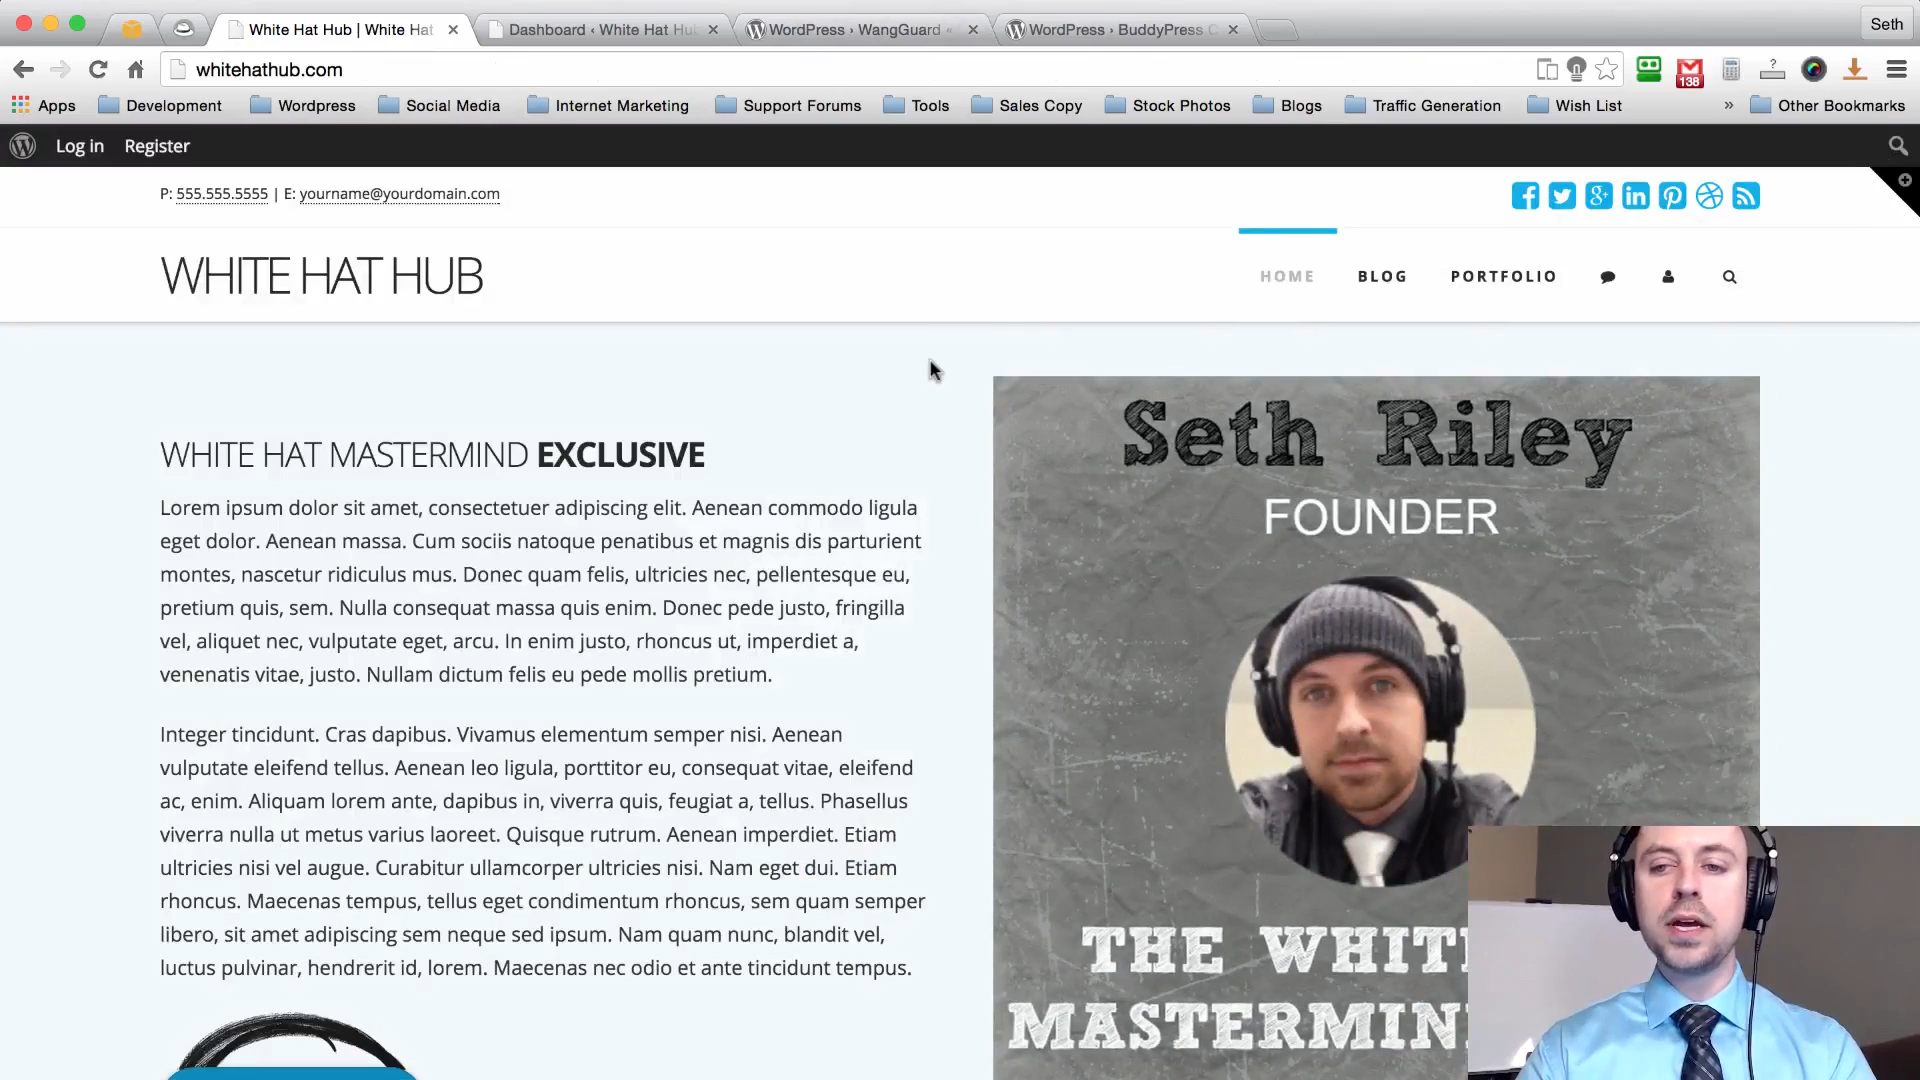 White Hat Hub | White Hat
Dashboard ‹ White Hat Hub
WordPress › WangGuard «
WordPress › BuddyPress C
Seth
whitehathub.com
138
?
Apps
Development
Wordpress
Social Media
Internet Marketing
Support Forums
Tools
Sales Copy
Stock Photos
Blogs
Traffic Generation
Wish List
»
Other Bookmarks
Log in
Register
P: 555.555.5555 | E: yourname@yourdomain.com
WHITE HAT HUB
HOME
BLOG
PORTFOLIO
WHITE HAT MASTERMIND EXCLUSIVE
Lorem ipsum dolor sit amet, consectetuer adipiscing elit. Aenean commodo ligula
eget dolor. Aenean massa. Cum sociis natoque penatibus et magnis dis parturient
montes, nascetur ridiculus mus. Donec quam felis, ultricies nec, pellentesque eu,
pretium quis, sem. Nulla consequat massa quis enim. Donec pede justo, fringilla
vel, aliquet nec, vulputate eget, arcu. In enim justo, rhoncus ut, imperdiet a,
venenatis vitae, justo. Nullam dictum felis eu pede mollis pretium.
Integer tincidunt. Cras dapibus. Vivamus elementum semper nisi. Aenean
vulputate eleifend tellus. Aenean leo ligula, porttitor eu, consequat vitae, eleifend
ac, enim. Aliquam lorem ante, dapibus in, viverra quis, feugiat a, tellus. Phasellus
viverra nulla ut metus varius laoreet. Quisque rutrum. Aenean imperdiet. Etiam
ultricies nisi vel augue. Curabitur ullamcorper ultricies nisi. Nam eget dui. Etiam
rhoncus. Maecenas tempus, tellus eget condimentum rhoncus, sem quam semper
libero, sit amet adipiscing sem neque sed ipsum. Nam quam nunc, blandit vel,
luctus pulvinar, hendrerit id, lorem. Maecenas nec odio et ante tincidunt tempus.
Seth Riley
FOUNDER
THE WHIT
MASTERMIN